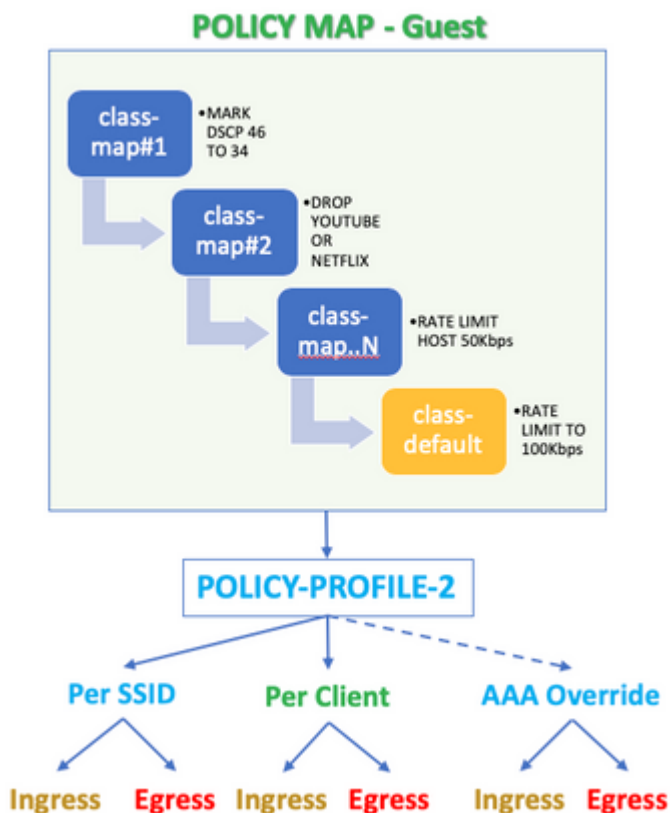 POLICY MAP - Guest
class-
map#1
•MARK
DSCP 46
TO 34
class-
map#2
•DROP
YOUTUBE
OR
NETFLIX
class-
map..N
•RATE LIMIT
HOST 50Kbps
class-
default
•RATE
LIMIT TO
100Kbps
POLICY-PROFILE-2
Per SSID
Per Client
AAA Override
Ingress
Egress
Ingress
Egress
Ingress
Egress